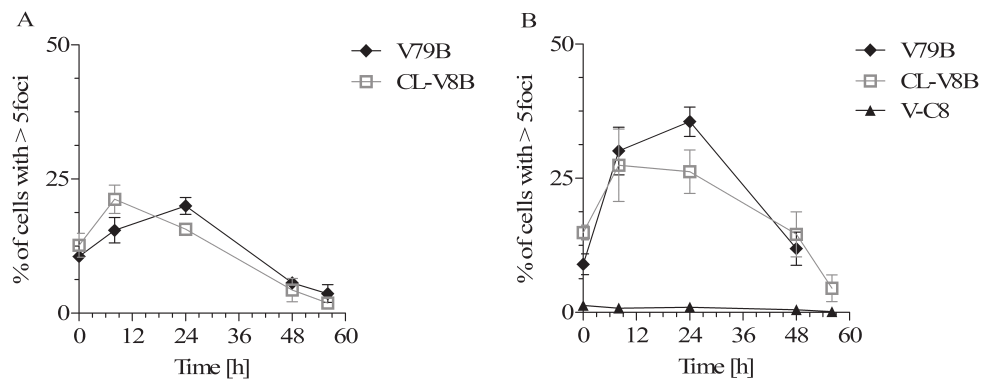 A
50
25
0
% of cells with > 5foci
0 12 24 36 48 60
Time [h]
V79B
CL-V8B
B
50
25
0
% of cells with > 5foci
0 12 24 36 48 60
Time [h]
V79B
CL-V8B
V-C8